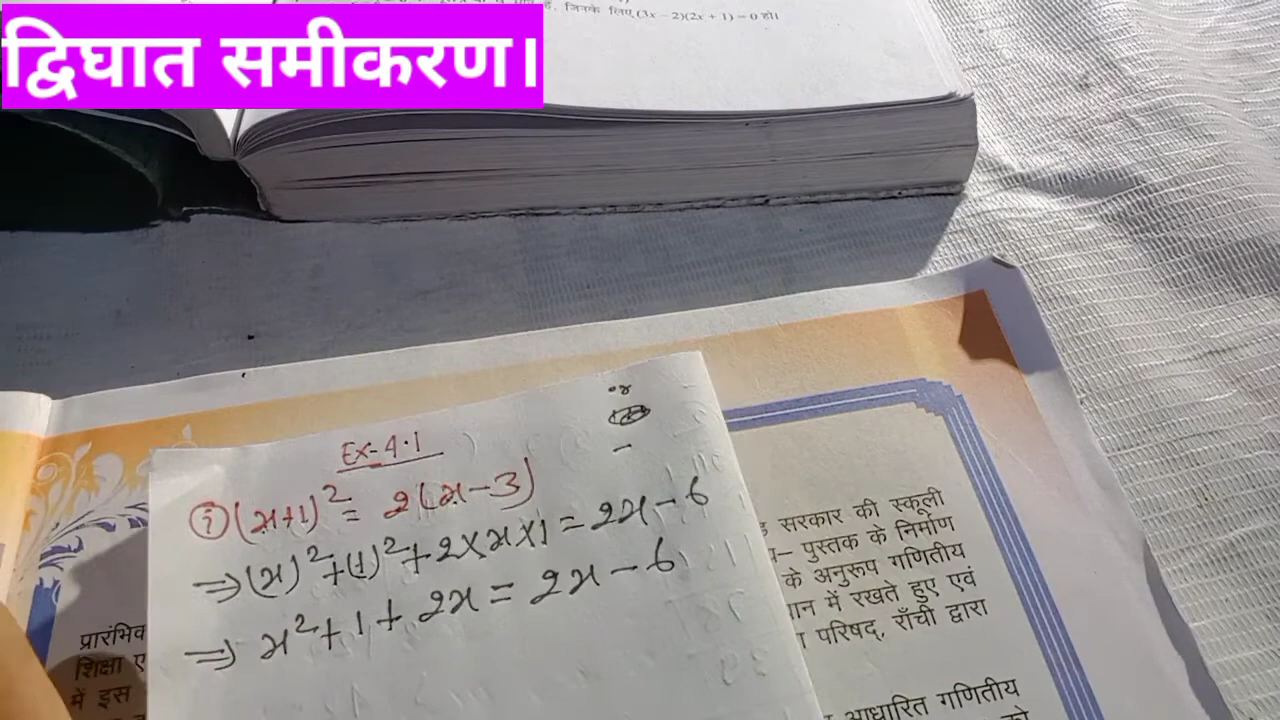 द्विघात समीकरण।
जिनके लिए (3x – 2)(2x + 1) = 0 हो।
Ex-4.1
(i) (x+1)² = 2(x-3)
⇒ (x)² + (1)² + 2×x×1 = 2x - 6
⇒ x² + 1 + 2x = 2x - 6
सरकार की स्कूली
पुस्तक के निर्माण
के अनुरूप गणितीय
में रखते हुए एवं
परिषद्, राँची द्वारा
प्रारंभिक
शिक्षा
में इस
आधारित गणितीय